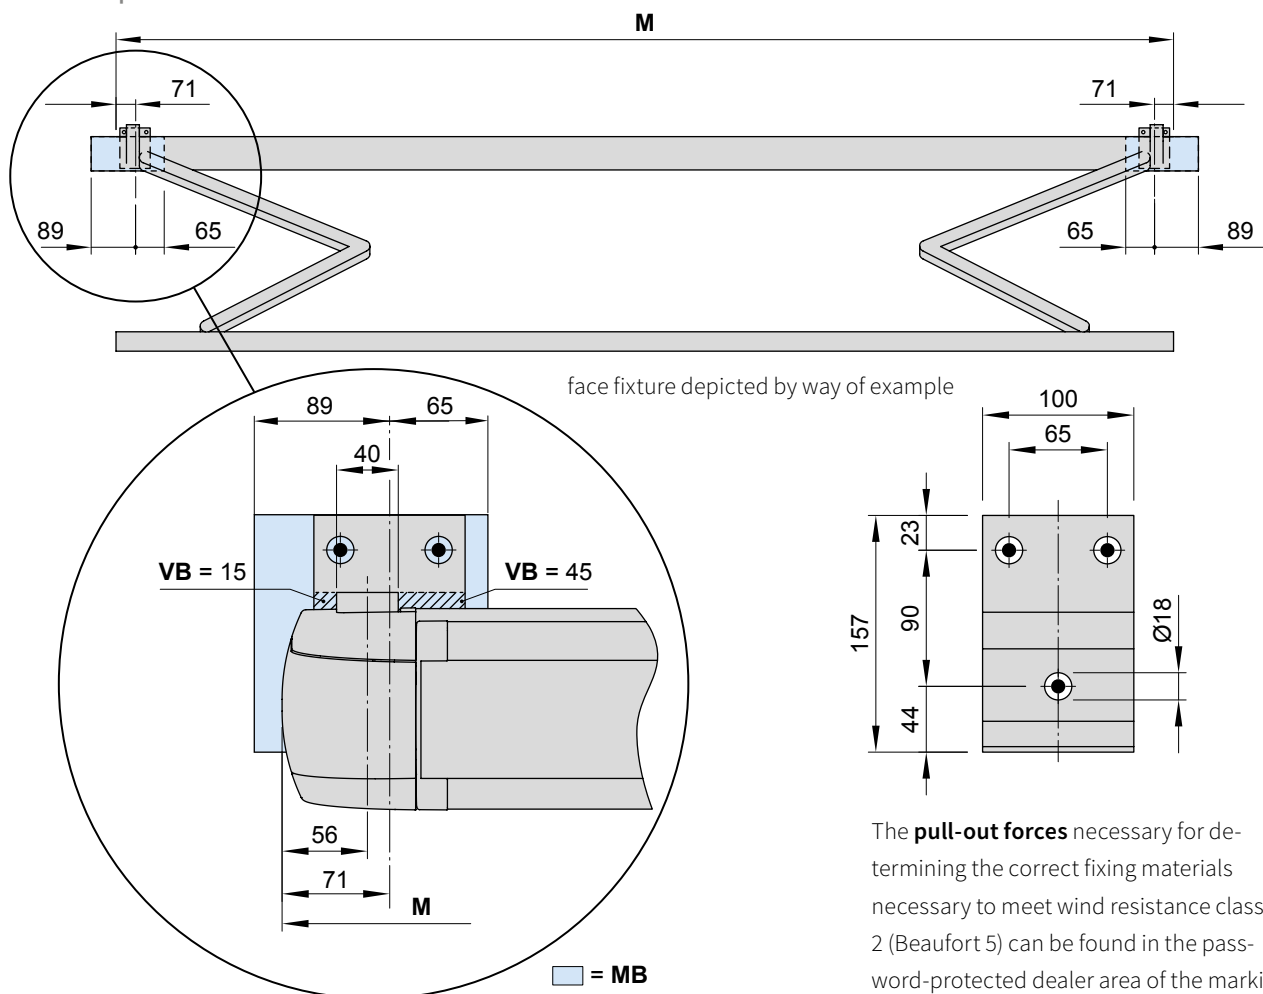 M
71
71
89
65
65
89
face fixture depicted by way of example
89
65
40
VB = 15
VB = 45
56
71
M
= MB
100
65
23
90
157
44
Ø18
The pull-out forces necessary for de-
termining the correct fixing materials
necessary to meet wind resistance class
2 (Beaufort 5) can be found in the pass-
word-protected dealer area of the marki